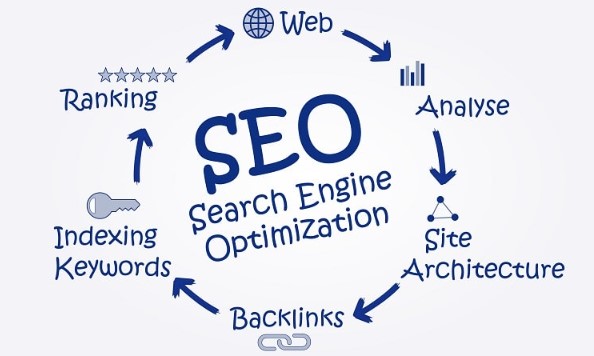 Web
Analyse
Site
Architecture
Backlinks
Indexing
Keywords
Ranking
SEO
Search Engine
Optimization